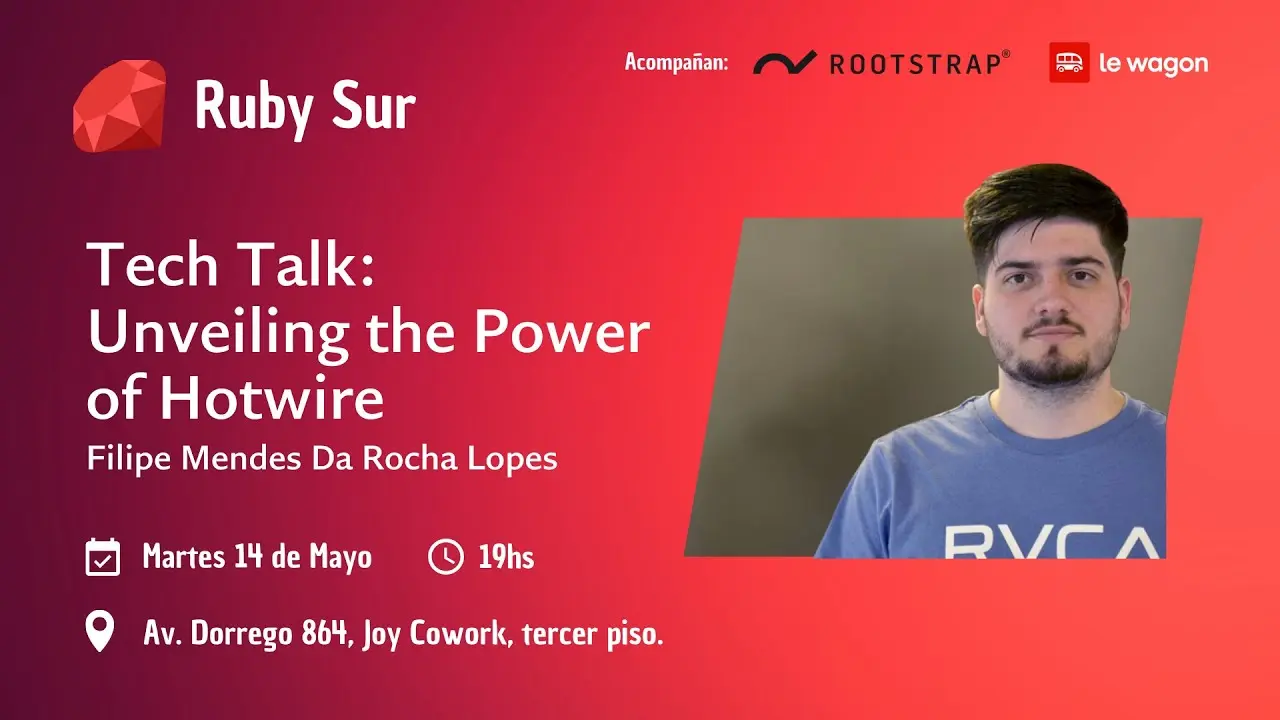 Acompañan:
ROOTSTRAP®
le wagon
Ruby Sur
Tech Talk:
Unveiling the Power
of Hotwire
Filipe Mendes Da Rocha Lopes
Martes 14 de Mayo
19hs
Av. Dorrego 864, Joy Cowork, tercer piso.
RVCA